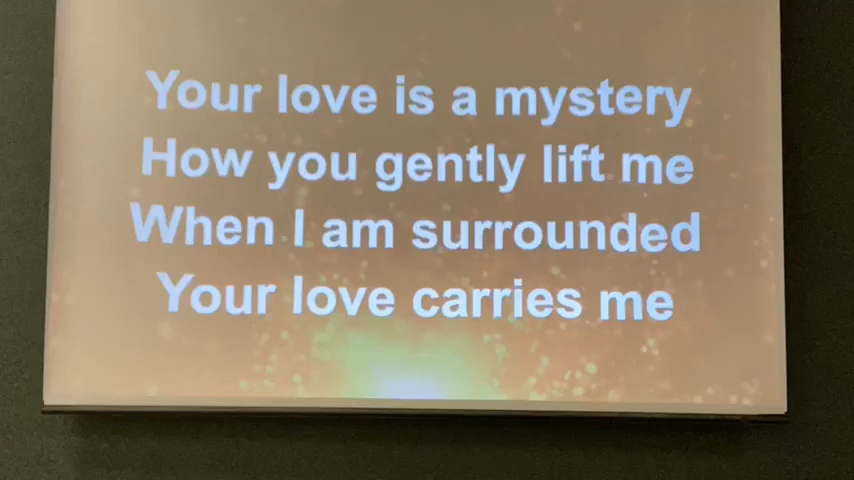 Your love is a mystery
How you gently lift me
When I am surrounded
Your love carries me